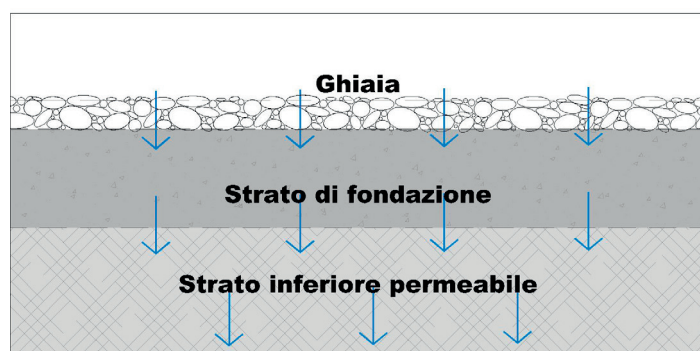 Ghiaia
Strato di fondazione
Strato inferiore permeabile